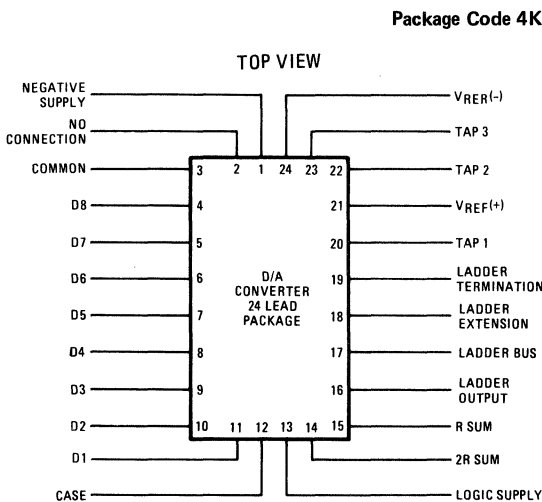 Package Code 4K
TOP VIEW
NEGATIVE
SUPPLY
NO
CONNECTION
COMMON
D8
D7
D6
D5
D4
D3
D2
D1
CASE
VRER(-)
TAP 3
TAP 2
VREF(+)
TAP 1
LADDER
TERMINATION
LADDER
EXTENSION
LADDER BUS
LADDER
OUTPUT
R SUM
2R SUM
LOGIC SUPPLY
3 2 1 24 23 22
4 21
5 20
6 19
7 18
8 17
9 16
10 11 12 13 14 15
D/A
CONVERTER
24 LEAD
PACKAGE